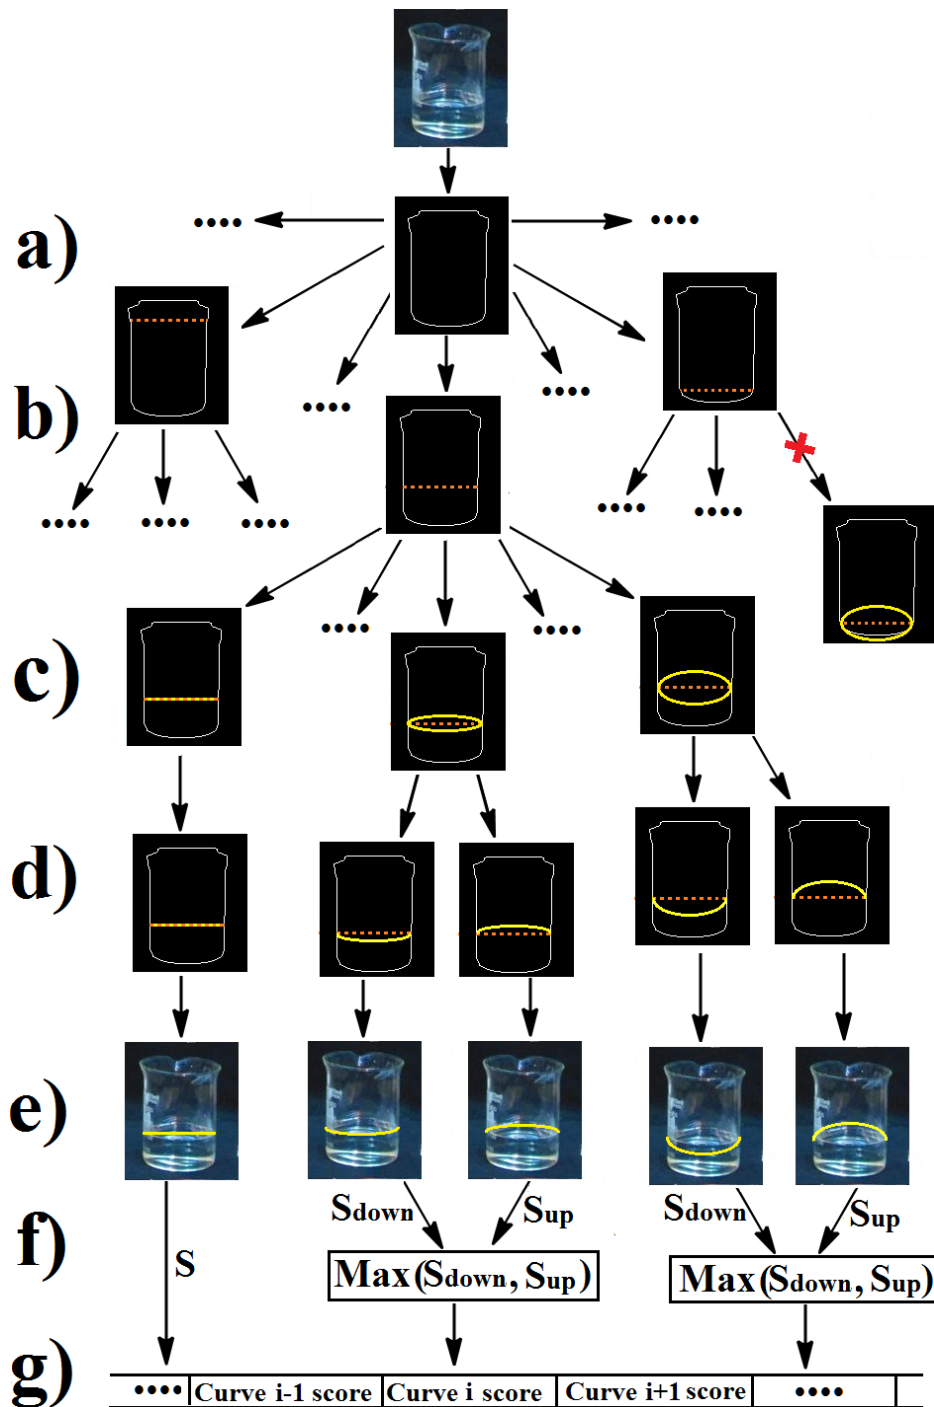 a)
b)
c)
d)
e)
Sdown
Sup
Sdown
Sup
f)
S
Max(Sdown, Sup)
Max(Sdown, Sup)
g)
Curve i-1 score
Curve i score
Curve i+1 score